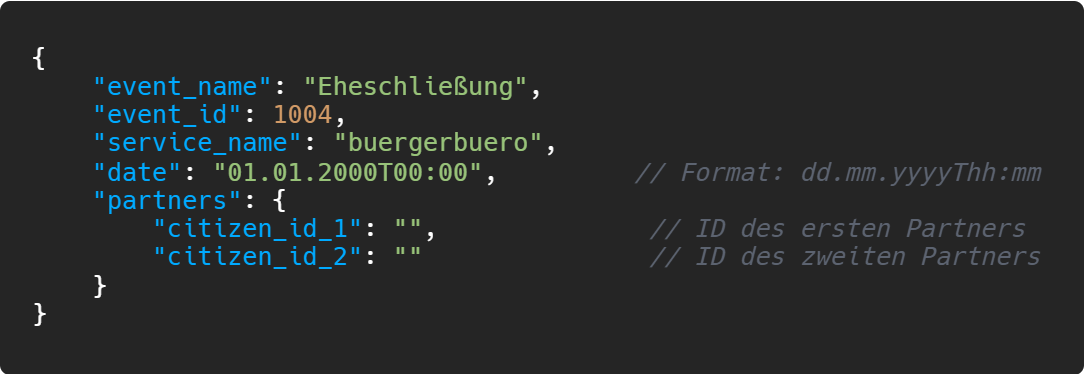 {
    "event_name": "Eheschließung",
    "event_id": 1004,
    "service_name": "buergerbuero",
    "date": "01.01.2000T00:00",          // Format: dd.mm.yyyyThh:mm
    "partners": {
        "citizen_id_1": "",               // ID des ersten Partners
        "citizen_id_2": ""                // ID des zweiten Partners
    }
}